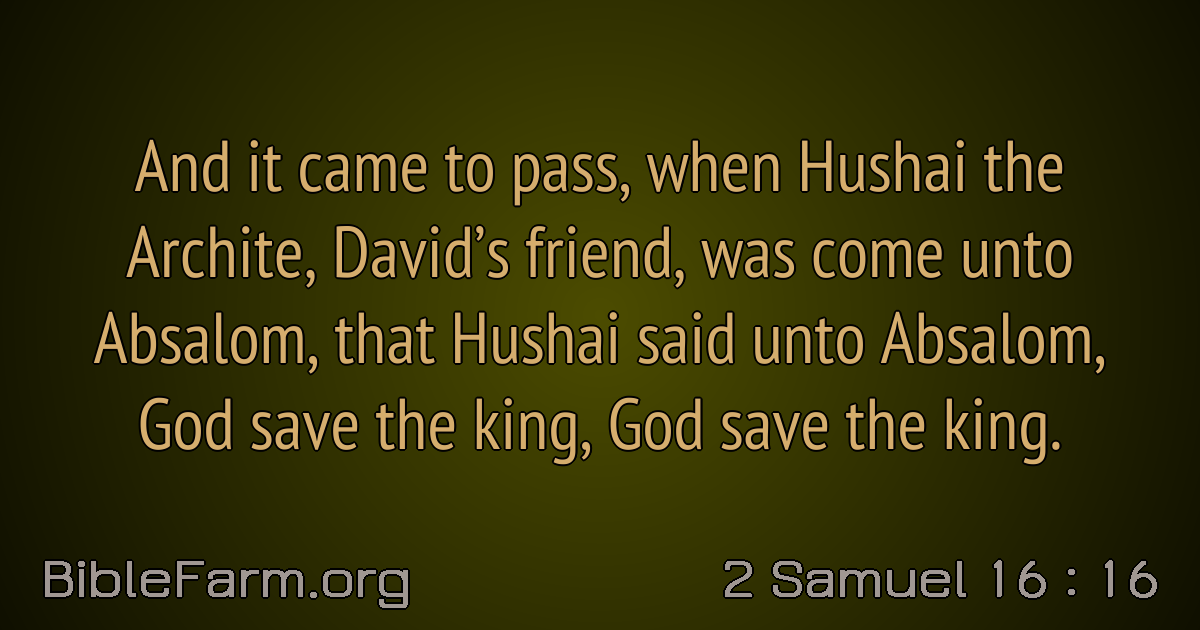 And it came to pass, when Hushai the
Archite, David’s friend, was come unto
Absalom, that Hushai said unto Absalom,
God save the king, God save the king.
BibleFarm.org
2 Samuel 16 : 16